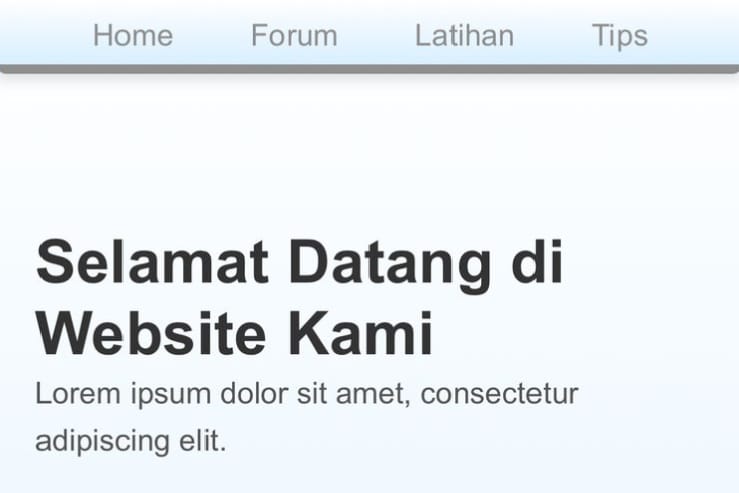 Home Forum Latihan Tips
Selamat Datang di
Website Kami
Lorem ipsum dolor sit amet, consectetur
adipiscing elit.